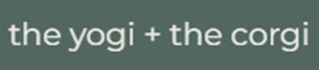 the yogi + the corgi